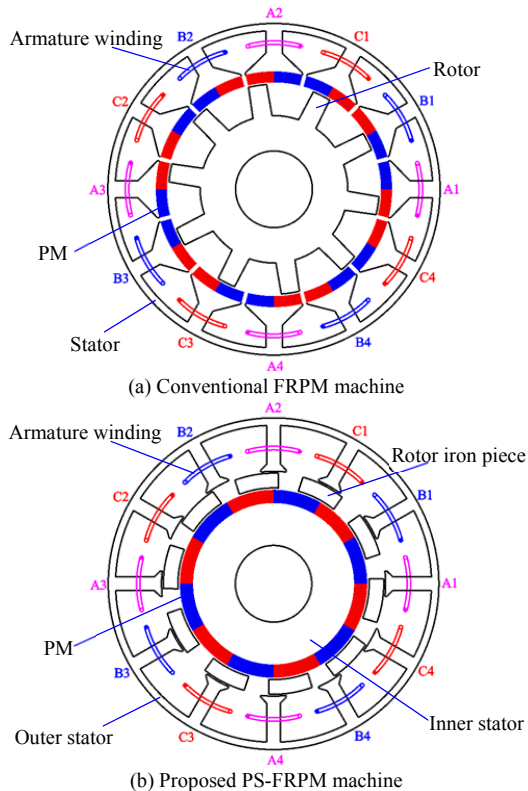 A2
Armature winding
B2
C1
Rotor
C2
B1
A3
A1
PM
B3
C4
Stator
C3
B4
A4
(a) Conventional FRPM machine
A2
Armature winding
B2
C1
Rotor iron piece
C2
B1
A3
A1
PM
B3
C4
Outer stator
Inner stator
C3
B4
A4
(b) Proposed PS-FRPM machine